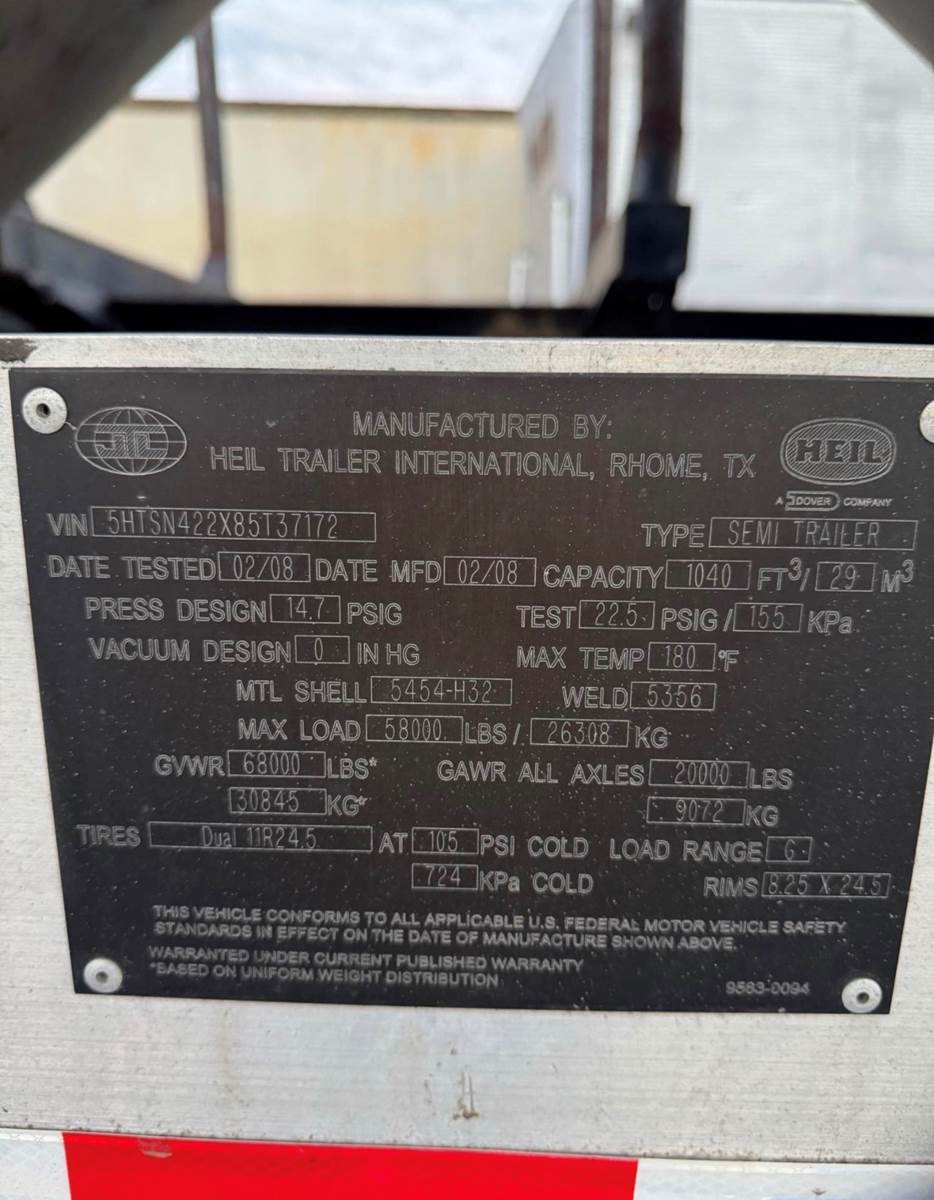 JTC
MANUFACTURED BY:
HEIL TRAILER INTERNATIONAL, RHOME, TX
HEIL
A DOVER COMPANY
VIN 5HTSN422X85T37172 TYPE SEMI TRAILER
DATE TESTED 02/08 DATE MFD 02/08 CAPACITY 1040 FT³/ 29 M³
PRESS DESIGN 14.7 PSIG TEST 22.5 PSIG / 155 KPa
VACUUM DESIGN 0 IN HG MAX TEMP 180 °F
MTL SHELL 5454-H32 WELD 5356
MAX LOAD 58000 LBS / 26308 KG
GVWR 68000 LBS* GAWR ALL AXLES 20000 LBS
30845 KG* 9072 KG
TIRES Dual 11R24.5 AT 105 PSI COLD LOAD RANGE G
724 KPa COLD RIMS 8.25 X 24.5
THIS VEHICLE CONFORMS TO ALL APPLICABLE U.S. FEDERAL MOTOR VEHICLE SAFETY
STANDARDS IN EFFECT ON THE DATE OF MANUFACTURE SHOWN ABOVE.
WARRANTED UNDER CURRENT PUBLISHED WARRANTY
*BASED ON UNIFORM WEIGHT DISTRIBUTION
9583-0094